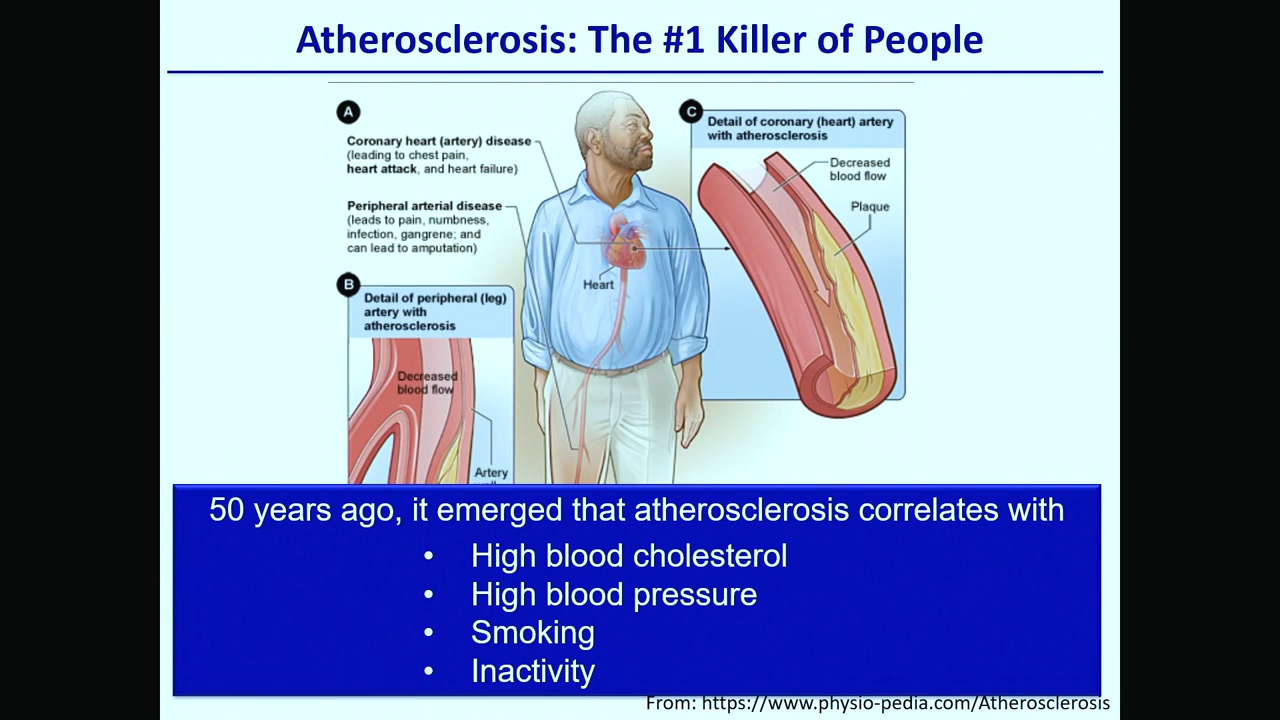 Atherosclerosis: The #1 Killer of People
A
Coronary heart (artery) disease
(leading to chest pain,
heart attack, and heart failure)
Peripheral arterial disease
(leads to pain, numbness,
infection, gangrene; and
can lead to amputation)
Heart
B
Detail of peripheral (leg)
artery with
atherosclerosis
Decreased
blood flow
Artery
C
Detail of coronary (heart) artery
with atherosclerosis
Decreased
blood flow
Plaque
50 years ago, it emerged that atherosclerosis correlates with
• High blood cholesterol
• High blood pressure
• Smoking
• Inactivity
From: https://www.physio-pedia.com/Atherosclerosis